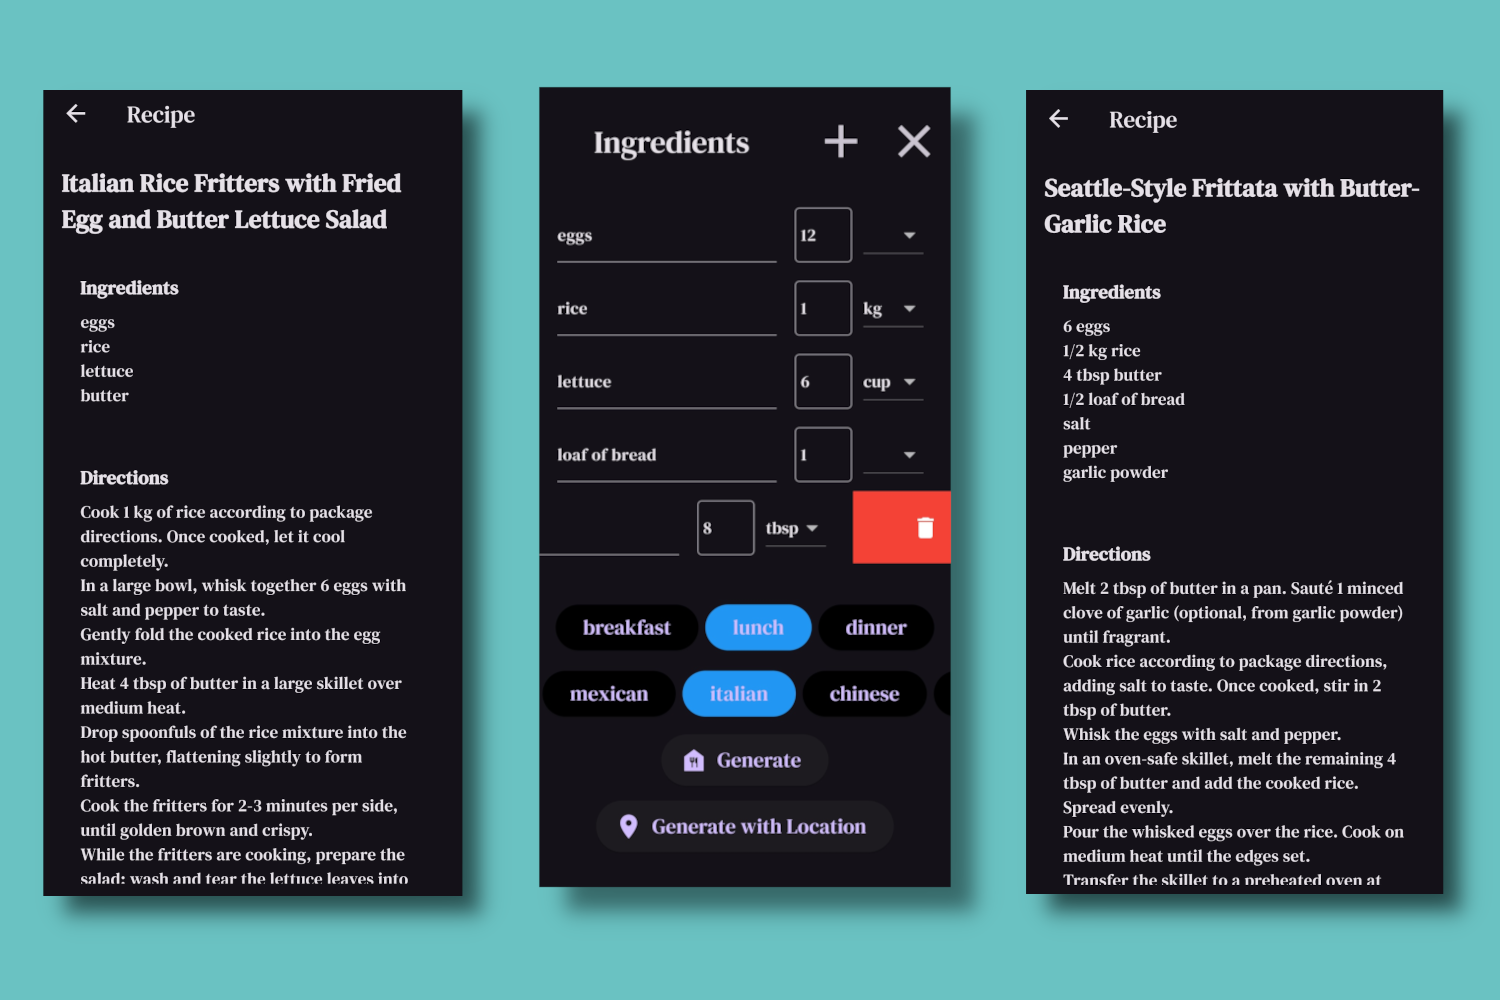 Recipe
Italian Rice Fritters with Fried
Egg and Butter Lettuce Salad
Ingredients
eggs
rice
lettuce
butter
Directions
Cook 1 kg of rice according to package
directions. Once cooked, let it cool
completely.
In a large bowl, whisk together 6 eggs with
salt and pepper to taste.
Gently fold the cooked rice into the egg
mixture.
Heat 4 tbsp of butter in a large skillet over
medium heat.
Drop spoonfuls of the rice mixture into the
hot butter, flattening slightly to form
fritters.
Cook the fritters for 2-3 minutes per side,
until golden brown and crispy.
While the fritters are cooking, prepare the
salad: wash and tear the lettuce leaves into
Ingredients
eggs 12
rice 1 kg
lettuce 6 cup
loaf of bread 1
8 tbsp
breakfast lunch dinner
mexican italian chinese
Generate
Generate with Location
Recipe
Seattle-Style Frittata with Butter-
Garlic Rice
Ingredients
6 eggs
1/2 kg rice
4 tbsp butter
1/2 loaf of bread
salt
pepper
garlic powder
Directions
Melt 2 tbsp of butter in a pan. Sauté 1 minced
clove of garlic (optional, from garlic powder)
until fragrant.
Cook rice according to package directions,
adding salt to taste. Once cooked, stir in 2
tbsp of butter.
Whisk the eggs with salt and pepper.
In an oven-safe skillet, melt the remaining 4
tbsp of butter and add the cooked rice.
Spread evenly.
Pour the whisked eggs over the rice. Cook on
medium heat until the edges set.
Transfer the skillet to a preheated oven at